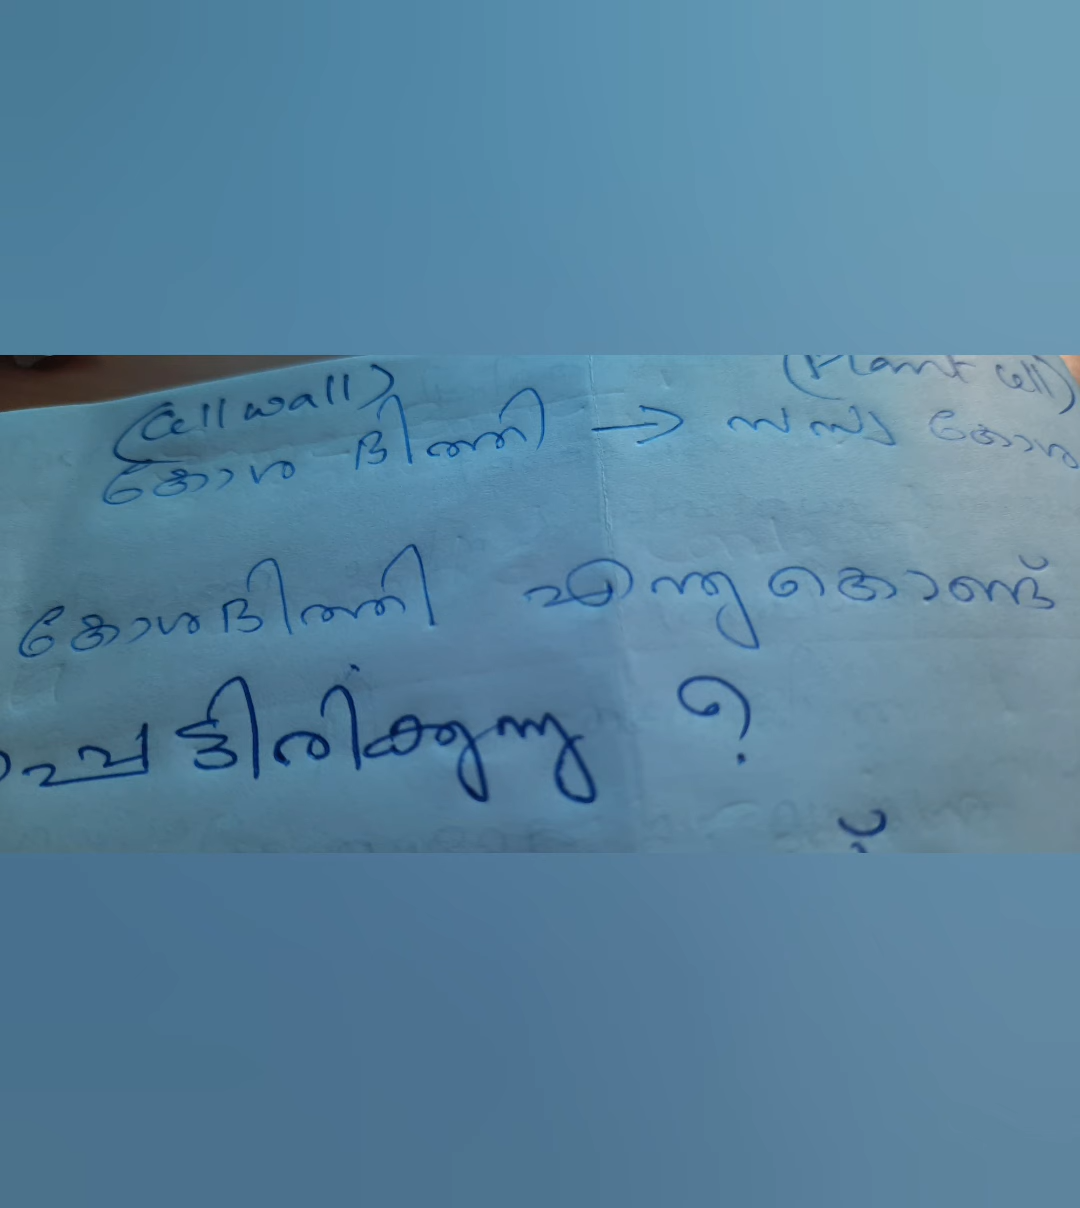 (Cell wall) (Plant cell)
കോശ ഭിത്തി → സസ്യ കോശ
കോശഭിത്തി എന്തുകൊണ്ട്
പ്പെട്ടിരിക്കുന്നു ?